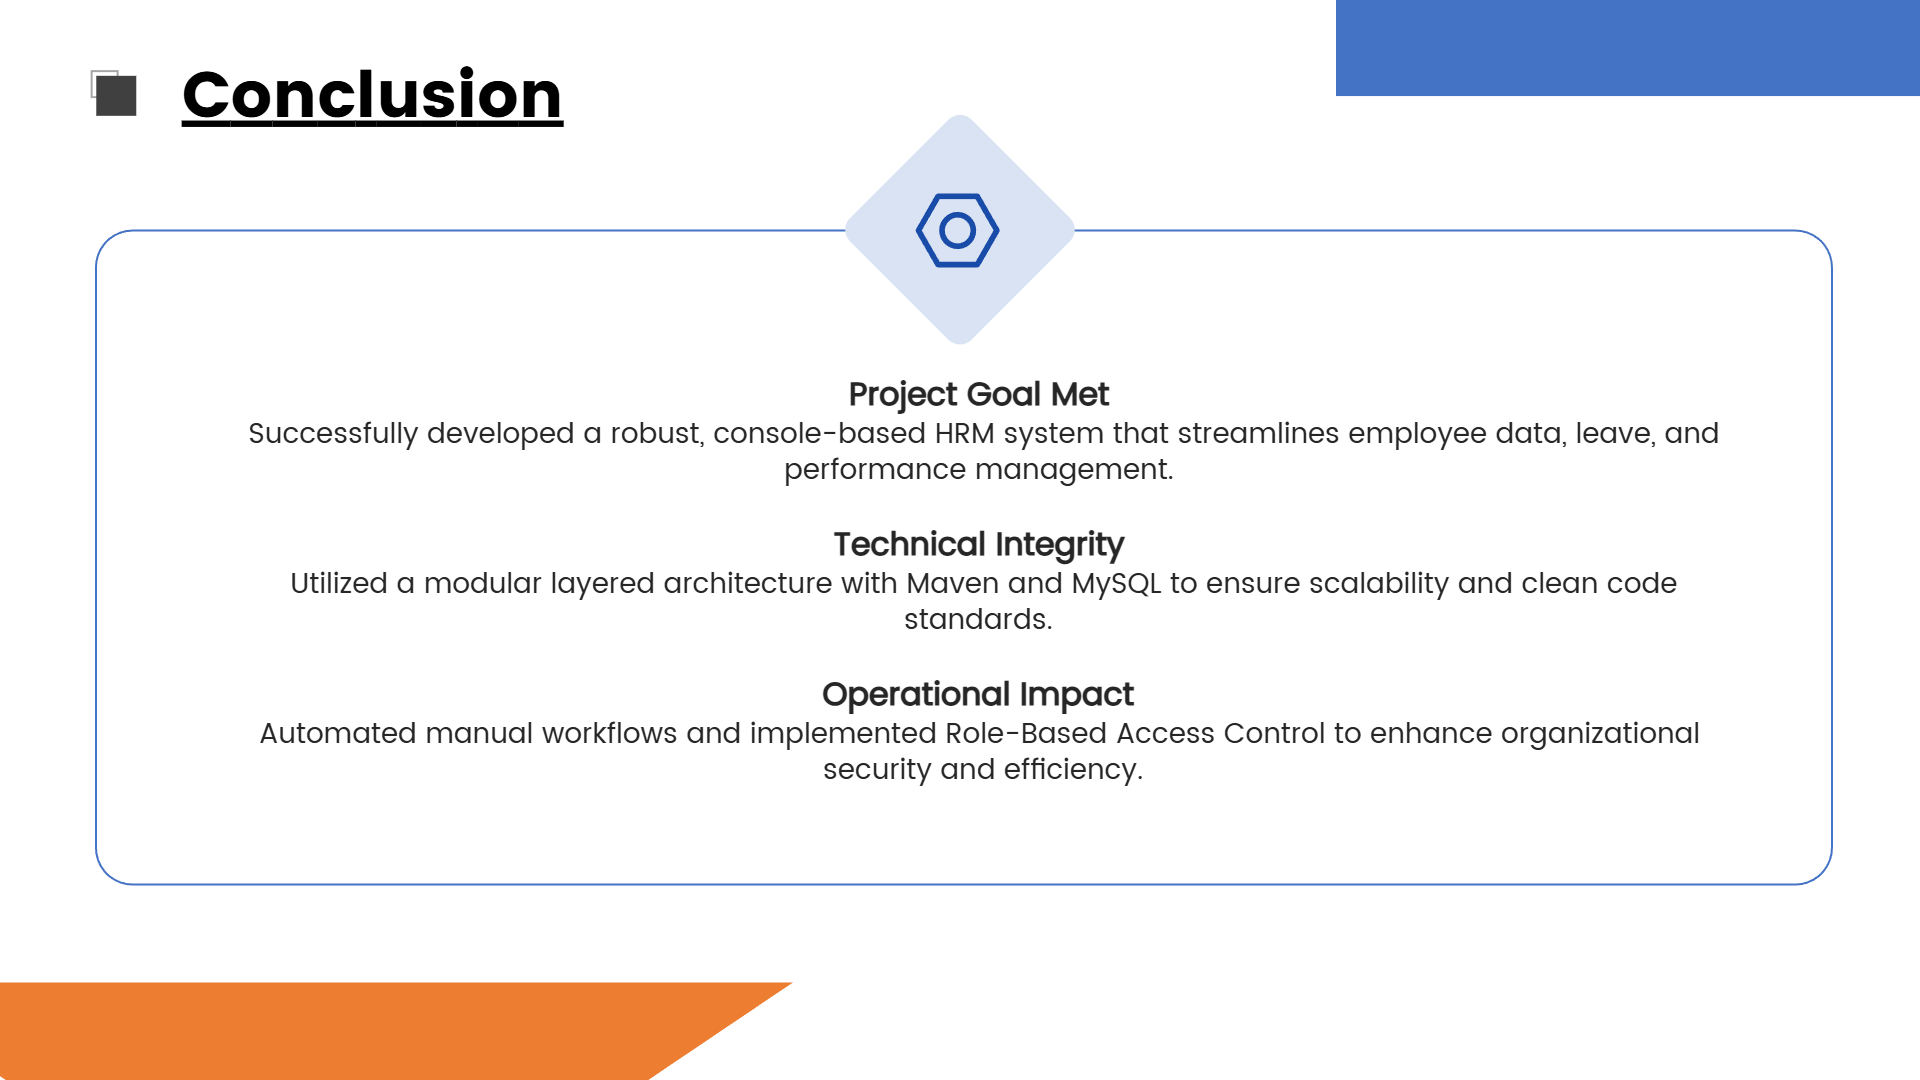 Conclusion
Project Goal Met
Successfully developed a robust, console-based HRM system that streamlines employee data, leave, and
performance management.
Technical Integrity
Utilized a modular layered architecture with Maven and MySQL to ensure scalability and clean code
standards.
Operational Impact
Automated manual workflows and implemented Role-Based Access Control to enhance organizational
security and efficiency.